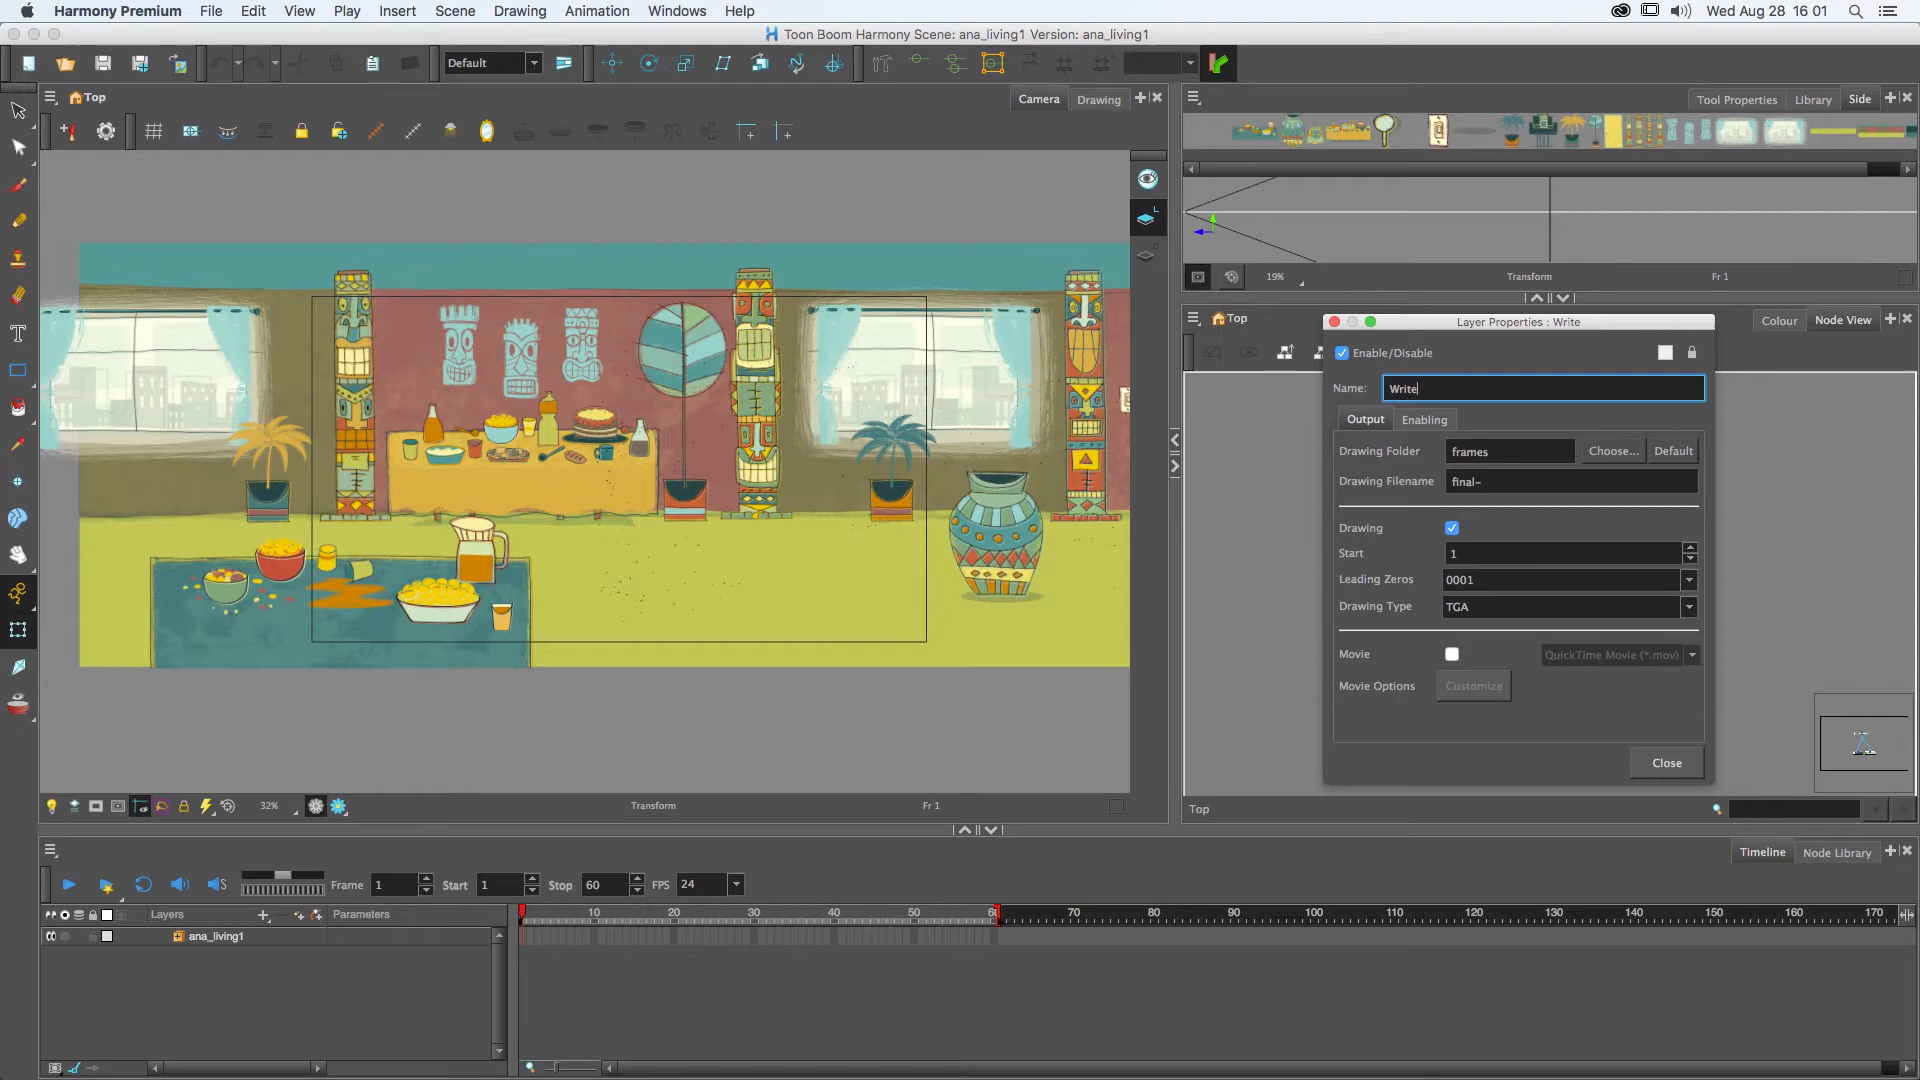 Harmony Premium File Edit View Play Insert Scene Drawing Animation Windows Help Wed Aug 28 16 01
Toon Boom Harmony Scene: ana_living1 Version: ana_living1
Default
Top Camera Drawing
Tool Properties Library Side
19% Transform Fr 1
Top Colour Node View
Layer Properties : Write
Enable/Disable
Name: Write
Output Enabling
Drawing Folder frames Choose... Default
Drawing Filename final-
Drawing
Start 1
Leading Zeros 0001
Drawing Type TGA
Movie QuickTime Movie (*.mov)
Movie Options Customize
Close
32% Transform Fr 1
Top
Timeline Node Library
Frame 1 Start 1 Stop 60 FPS 24
Layers Parameters
10 20 30 40 50 60 70 80 90 100 110 120 130 140 150 160 170
ana_living1